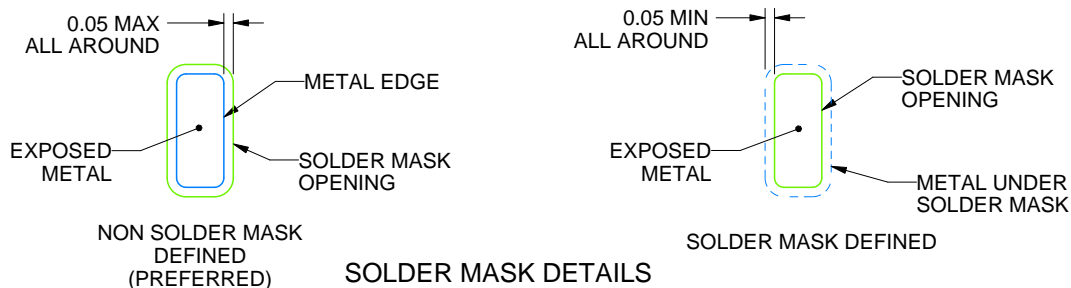 0.05 MAX
ALL AROUND
METAL EDGE
EXPOSED
METAL
SOLDER MASK
OPENING
NON SOLDER MASK
DEFINED
(PREFERRED)
0.05 MIN
ALL AROUND
SOLDER MASK
OPENING
EXPOSED
METAL
METAL UNDER
SOLDER MASK
SOLDER MASK DEFINED
SOLDER MASK DETAILS